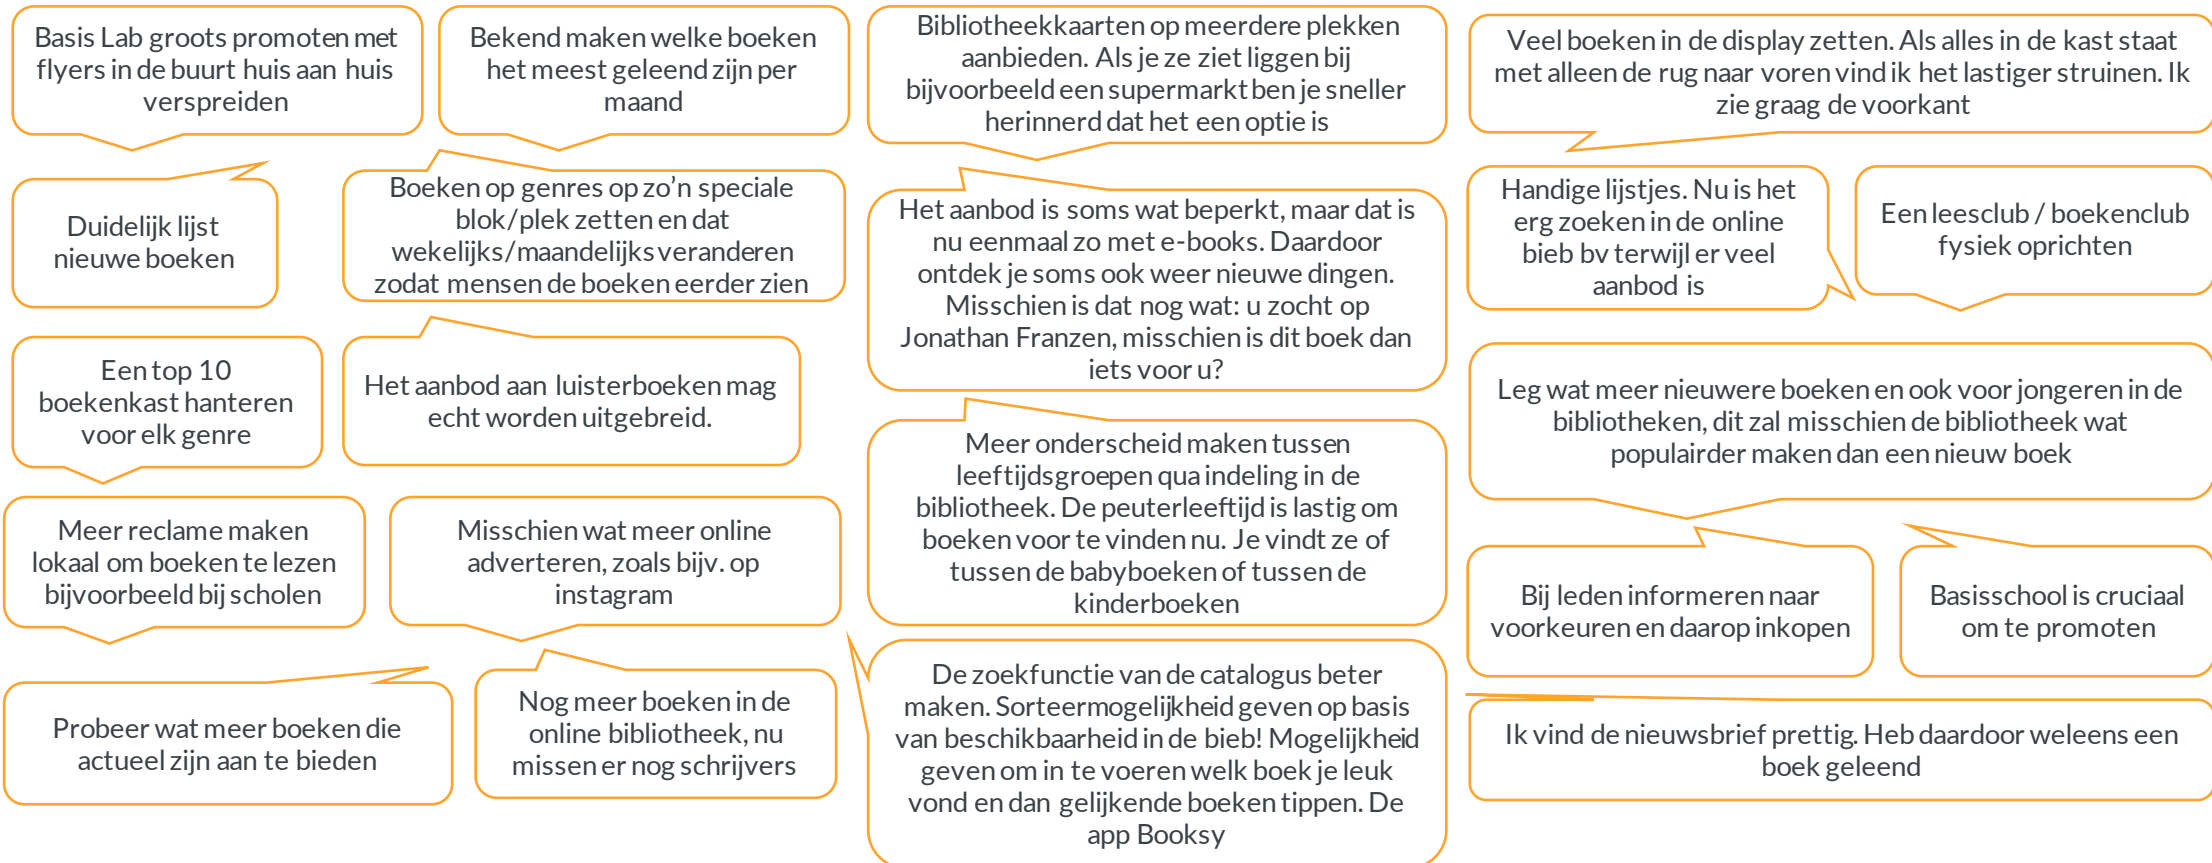 Basis Lab groots promoten met
flyers in de buurt huis aan huis
verspreiden
Bekend maken welke boeken
het meest geleend zijn per
maand
Bibliotheekkaarten op meerdere plekken
aanbieden. Als je ze ziet liggen bij
bijvoorbeeld een supermarkt ben je sneller
herinnerd dat het een optie is
Veel boeken in de display zetten. Als alles in de kast staat
met alleen de rug naar voren vind ik het lastiger struinen. Ik
zie graag de voorkant
Duidelijk lijst
nieuwe boeken
Boeken op genres op zo’n speciale
blok/plek zetten en dat
wekelijks/maandelijks veranderen
zodat mensen de boeken eerder zien
Het aanbod is soms wat beperkt, maar dat is
nu eenmaal zo met e-books. Daardoor
ontdek je soms ook weer nieuwe dingen.
Misschien is dat nog wat: u zocht op
Jonathan Franzen, misschien is dit boek dan
iets voor u?
Handige lijstjes. Nu is het
erg zoeken in de online
bieb bv terwijl er veel
aanbod is
Een leesclub / boekenclub
fysiek oprichten
Een top 10
boekenkast hanteren
voor elk genre
Het aanbod aan luisterboeken mag
echt worden uitgebreid.
Meer onderscheid maken tussen
leeftijdsgroepen qua indeling in de
bibliotheek. De peuterleeftijd is lastig om
boeken voor te vinden nu. Je vindt ze of
tussen de babyboeken of tussen de
kinderboeken
Leg wat meer nieuwere boeken en ook voor jongeren in de
bibliotheken, dit zal misschien de bibliotheek wat
populairder maken dan een nieuw boek
Meer reclame maken
lokaal om boeken te lezen
bijvoorbeeld bij scholen
Misschien wat meer online
adverteren, zoals bijv. op
instagram
Bij leden informeren naar
voorkeuren en daarop inkopen
Basisschool is cruciaal
om te promoten
Probeer wat meer boeken die
actueel zijn aan te bieden
Nog meer boeken in de
online bibliotheek, nu
missen er nog schrijvers
De zoekfunctie van de catalogus beter
maken. Sorteermogelijkheid geven op basis
van beschikbaarheid in de bieb! Mogelijkheid
geven om in te voeren welk boek je leuk
vond en dan gelijkende boeken tippen. De
app Booksy
Ik vind de nieuwsbrief prettig. Heb daardoor weleens een
boek geleend